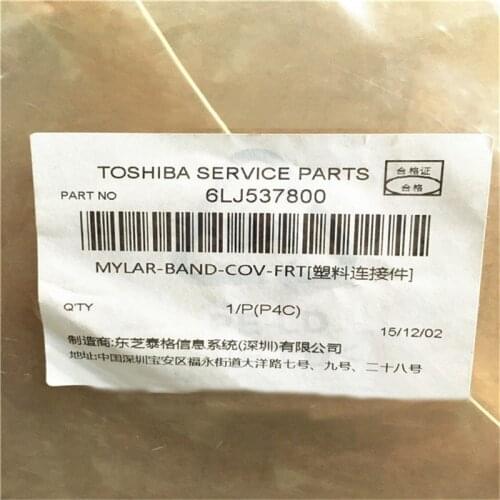 TOSHIBA SERVICE PARTS
合格证
合格
PART NO 6LJ537800
MYLAR-BAND-COV-FRT[塑料连接件]
Q'TY 1/P(P4C)
15/12/02
制造商:东芝泰格信息系统(深圳)有限公司
地址:中国深圳宝安区福永街道大洋路七号、九号、二十八号